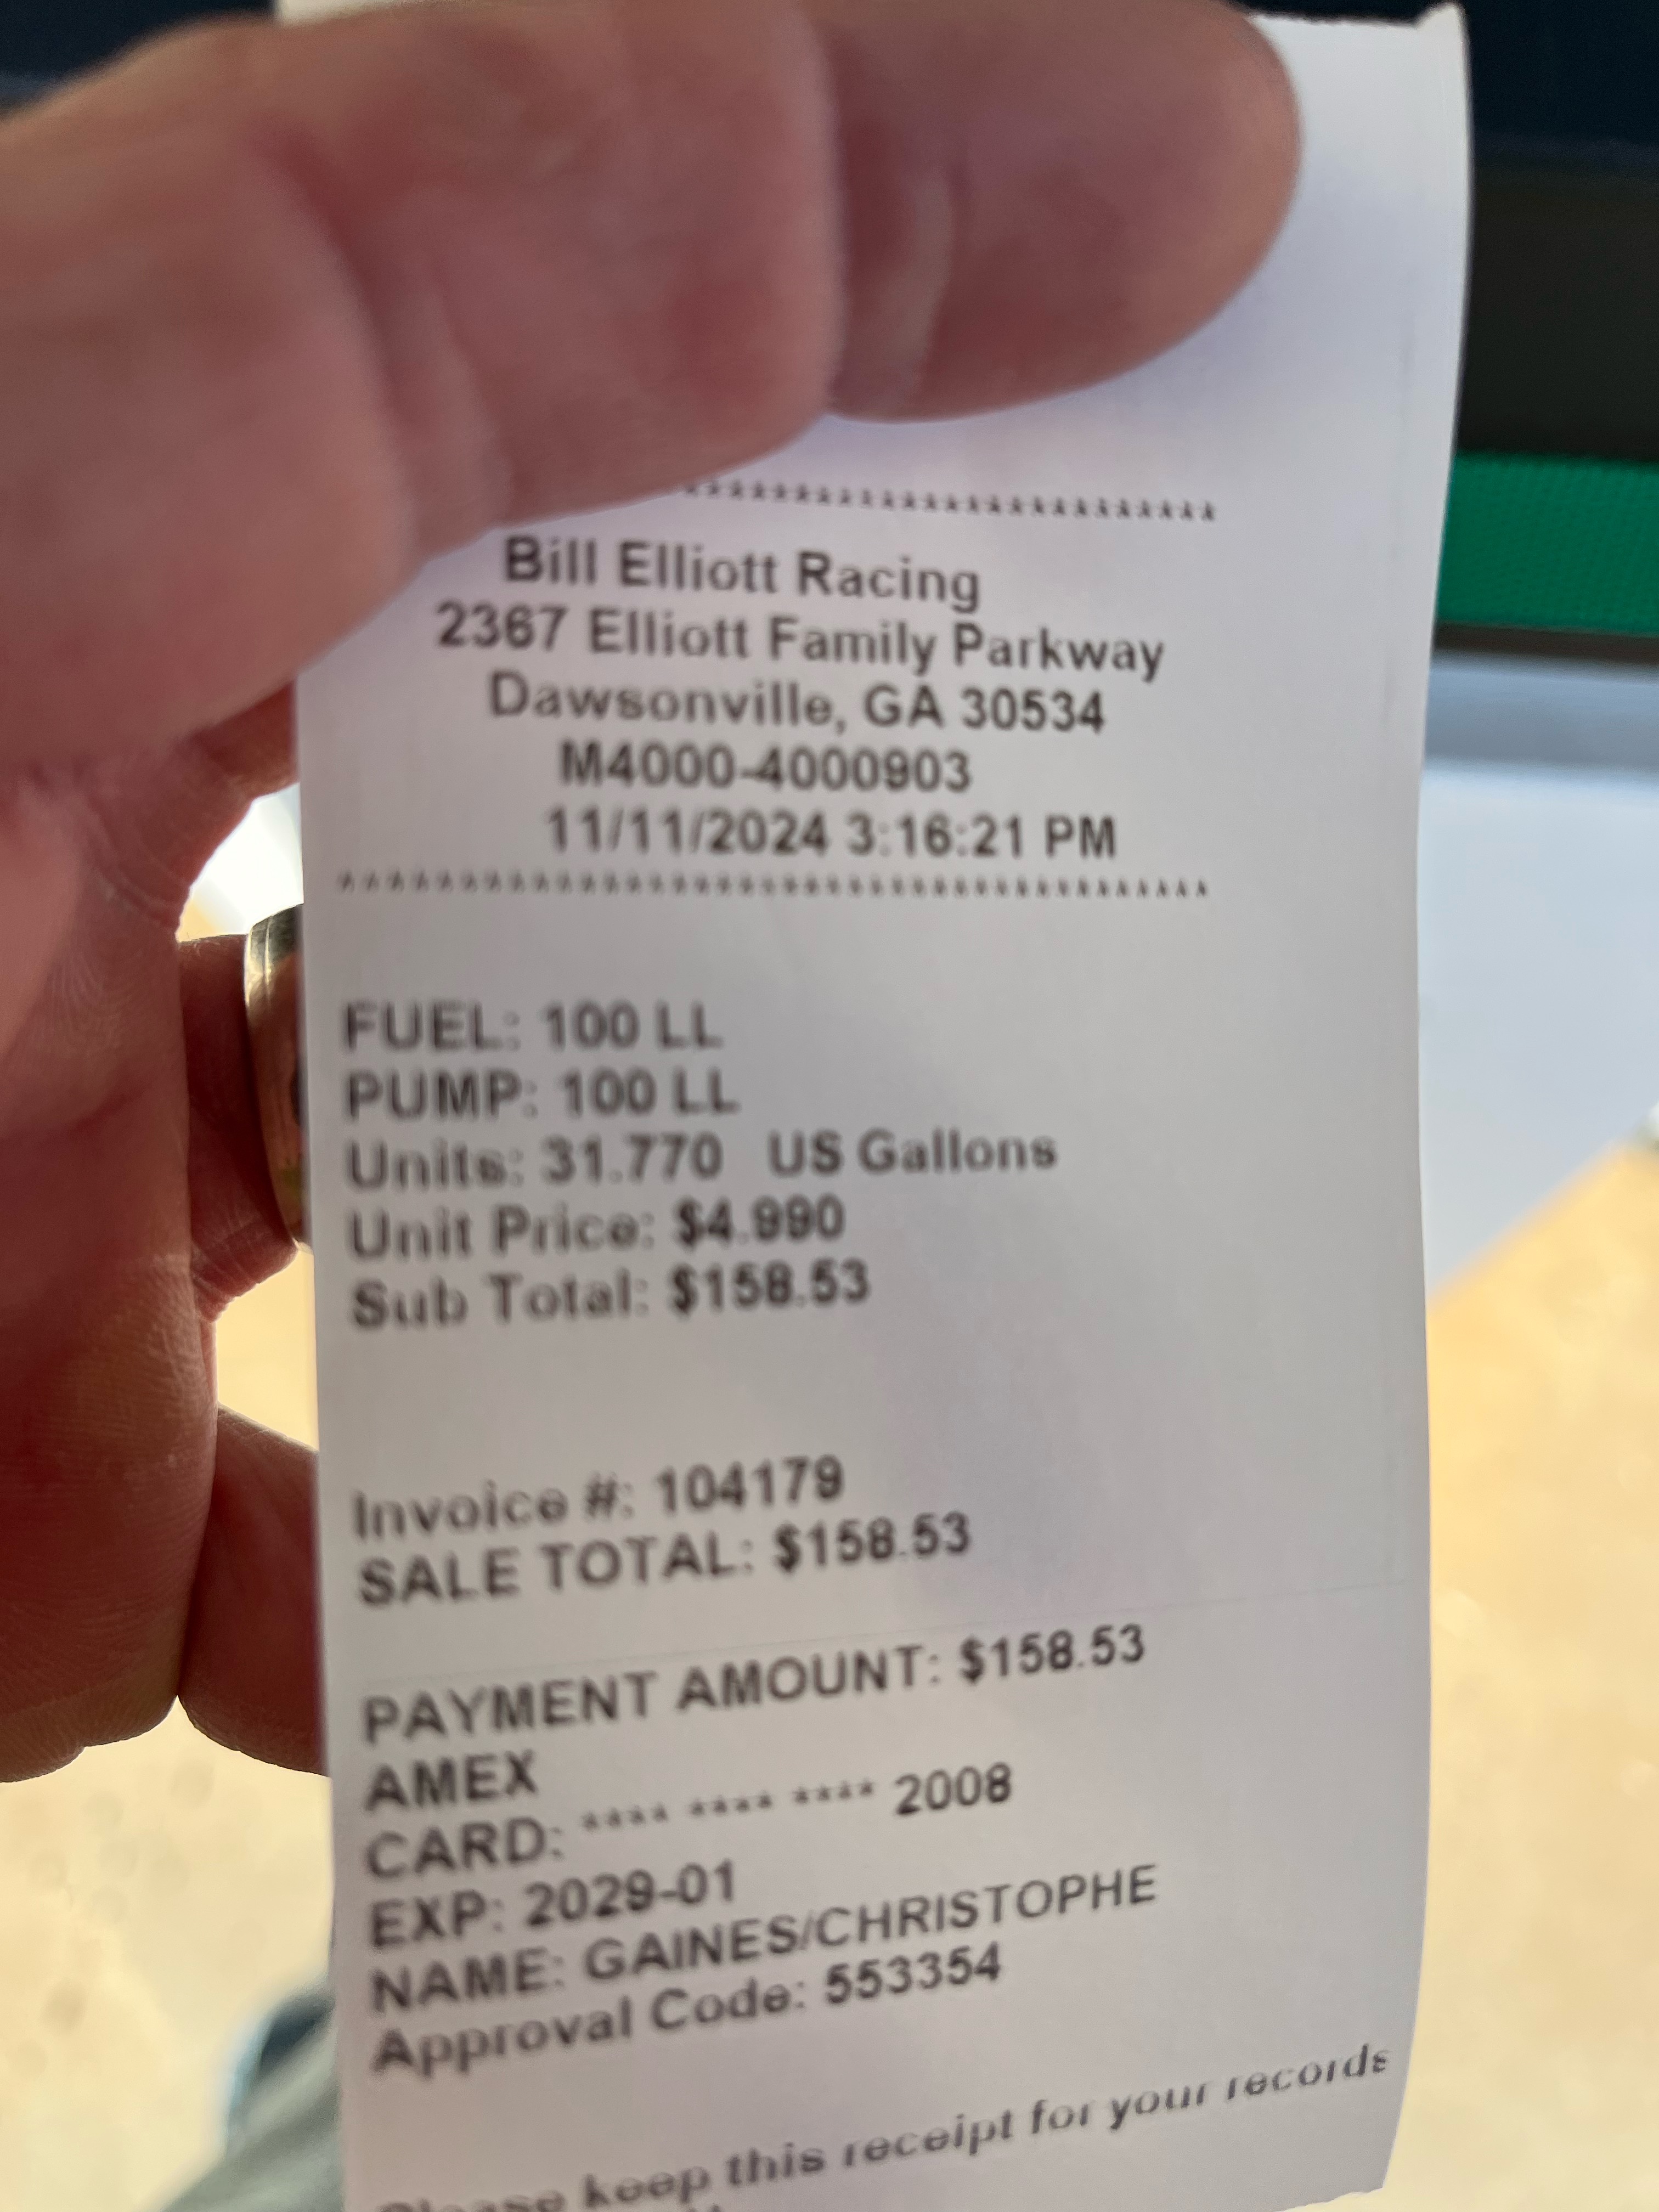 *************************
Bill Elliott Racing
2367 Elliott Family Parkway
Dawsonville, GA 30534
M4000-4000903
11/11/2024 3:16:21 PM
****************************************
FUEL: 100 LL
PUMP: 100 LL
Units: 31.770 US Gallons
Unit Price: $4.990
Sub Total: $158.53
Invoice #: 104179
SALE TOTAL: $158.53
PAYMENT AMOUNT: $158.53
AMEX
CARD: **** **** **** 2008
EXP: 2029-01
NAME: GAINES/CHRISTOPHE
Approval Code: 553354
Please keep this receipt for your records